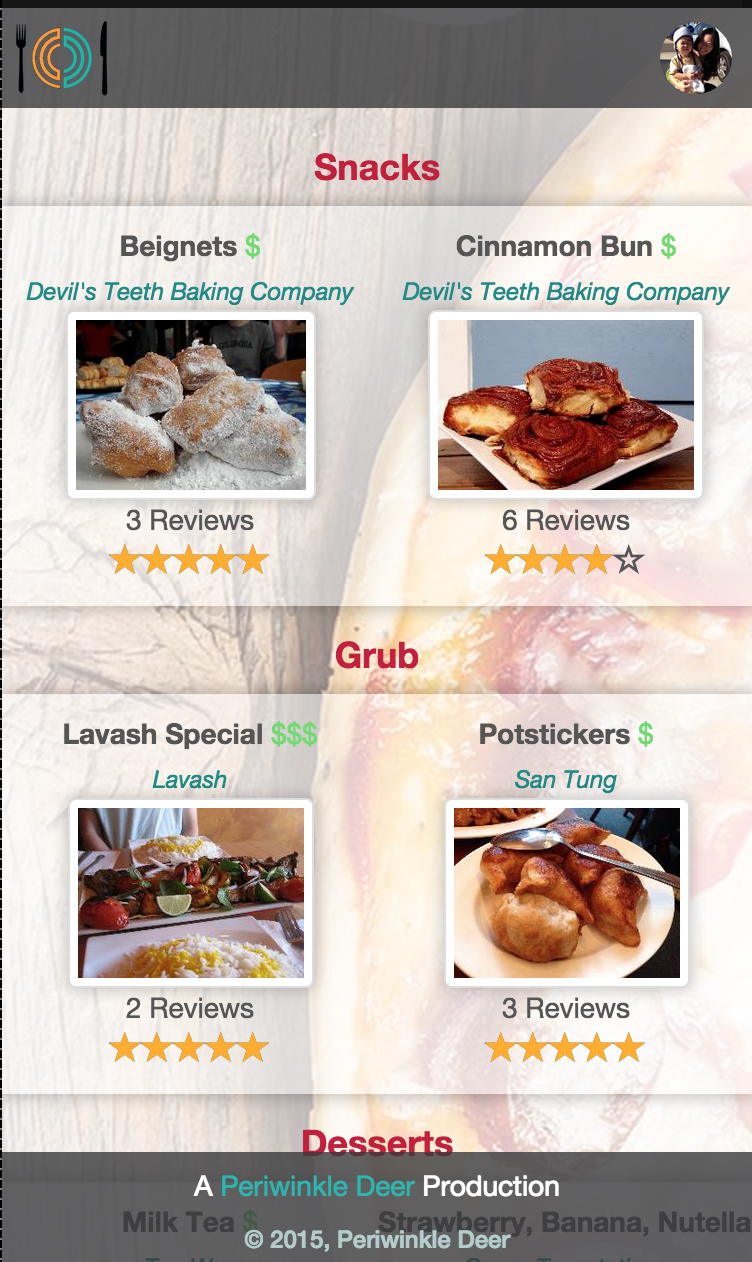 Snacks
Beignets $
Cinnamon Bun $
Devil's Teeth Baking Company
Devil's Teeth Baking Company
3 Reviews
6 Reviews
Grub
Lavash Special $$$
Potstickers $
Lavash
San Tung
2 Reviews
3 Reviews
Desserts
A Periwinkle Deer Production
Milk Tea $
Strawberry, Banana, Nutella
© 2015, Periwinkle Deer